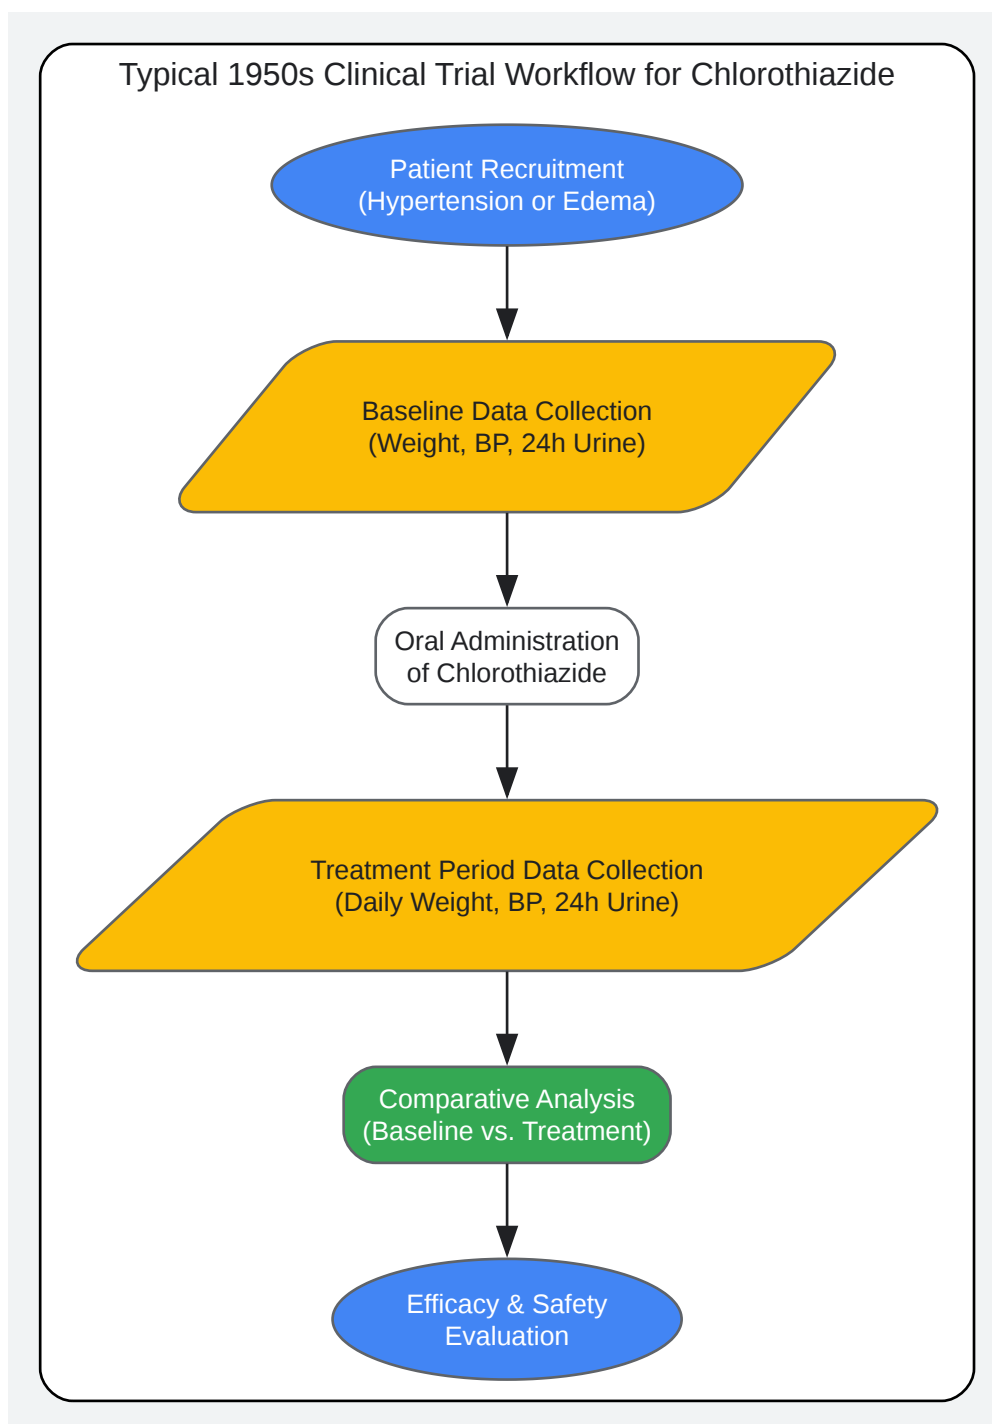 Typical 1950s Clinical Trial Workflow for Chlorothiazide
Patient Recruitment
(Hypertension or Edema)
Baseline Data Collection
(Weight, BP, 24h Urine)
Oral Administration
of Chlorothiazide
Treatment Period Data Collection
(Daily Weight, BP, 24h Urine)
Comparative Analysis
(Baseline vs. Treatment)
Efficacy & Safety
Evaluation